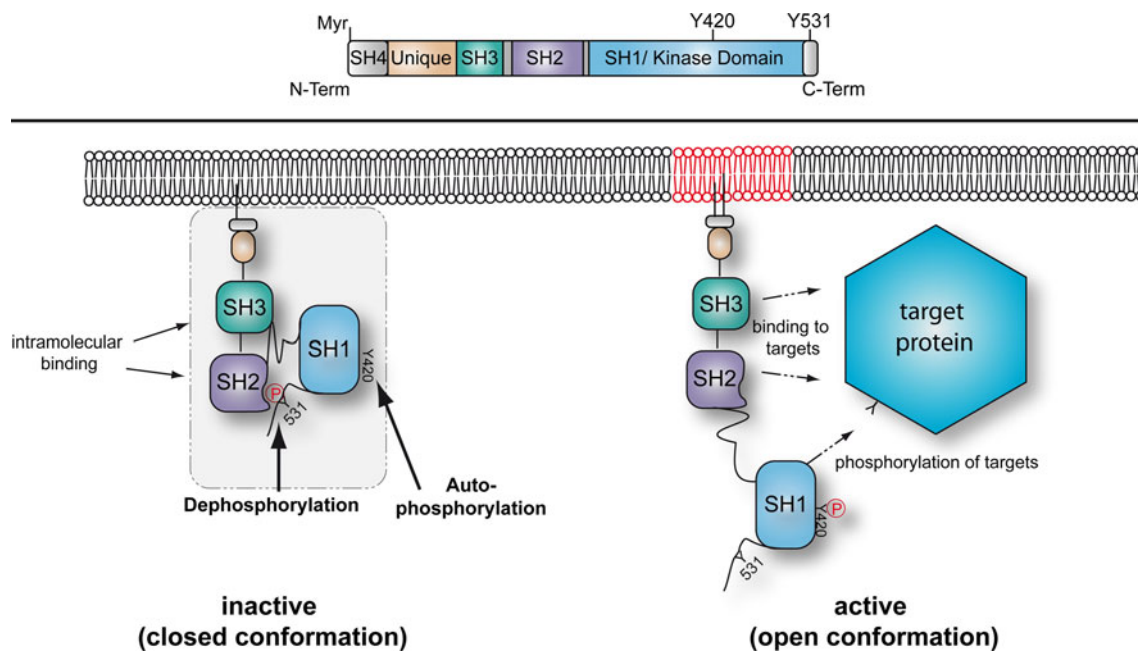 Myr
Y420
Y531
SH4
Unique
SH3
SH2
SH1/ Kinase Domain
N-Term
C-Term
intramolecular
binding
SH3
SH2
SH1
Y420
P
Y
531
Dephosphorylation
Auto-
phosphorylation
inactive
(closed conformation)
SH3
SH2
binding to
targets
target
protein
Y
phosphorylation of targets
SH1
Y420
P
Y
531
active
(open conformation)